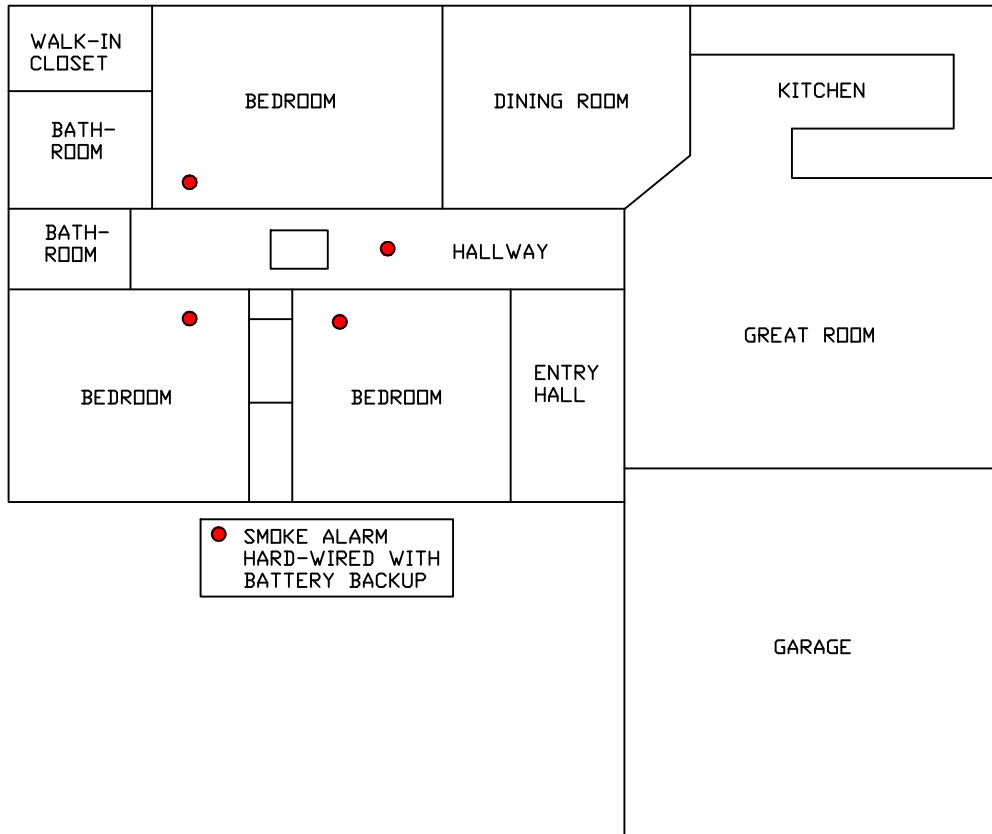 WALK-IN
CLOSET
BEDROOM
DINING ROOM
KITCHEN
BATH-
ROOM
BATH-
ROOM
HALLWAY
GREAT ROOM
BEDROOM
BEDROOM
ENTRY
HALL
SMOKE ALARM
HARD-WIRED WITH
BATTERY BACKUP
GARAGE